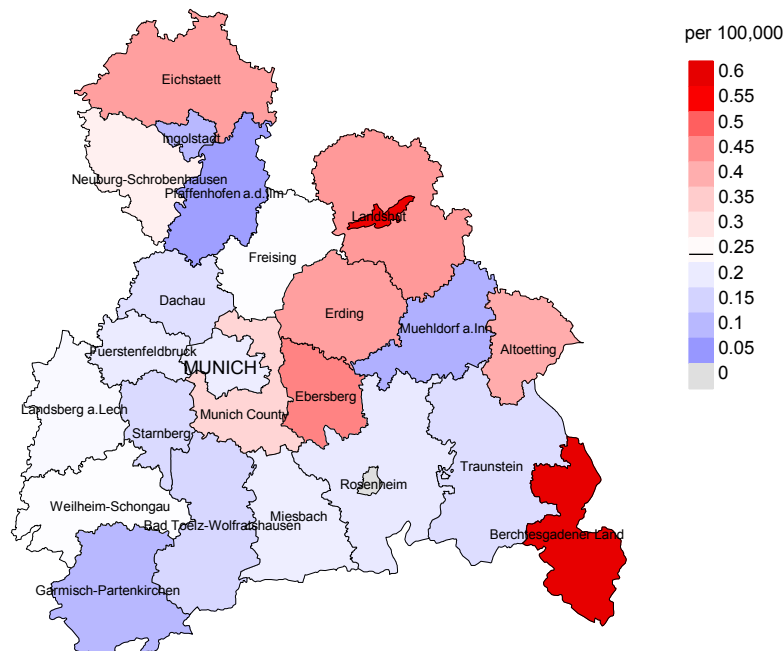 per 100,000
0.6
0.55
0.5
0.45
0.4
0.35
0.3
0.25
0.2
0.15
0.1
0.05
0
Eichstaett
Ingolstadt
Neuburg-Schrobenhausen
Pfaffenhofen a.d.Ilm
Landshut
Freising
Dachau
Erding
Muehldorf a.Inn
Altoetting
Fuerstenfeldbruck
MUNICH
Ebersberg
Landsberg a.Lech
Munich County
Starnberg
Traunstein
Rosenheim
Weilheim-Schongau
Miesbach
Bad Toelz-Wolfratshausen
Berchtesgadener Land
Garmisch-Partenkirchen